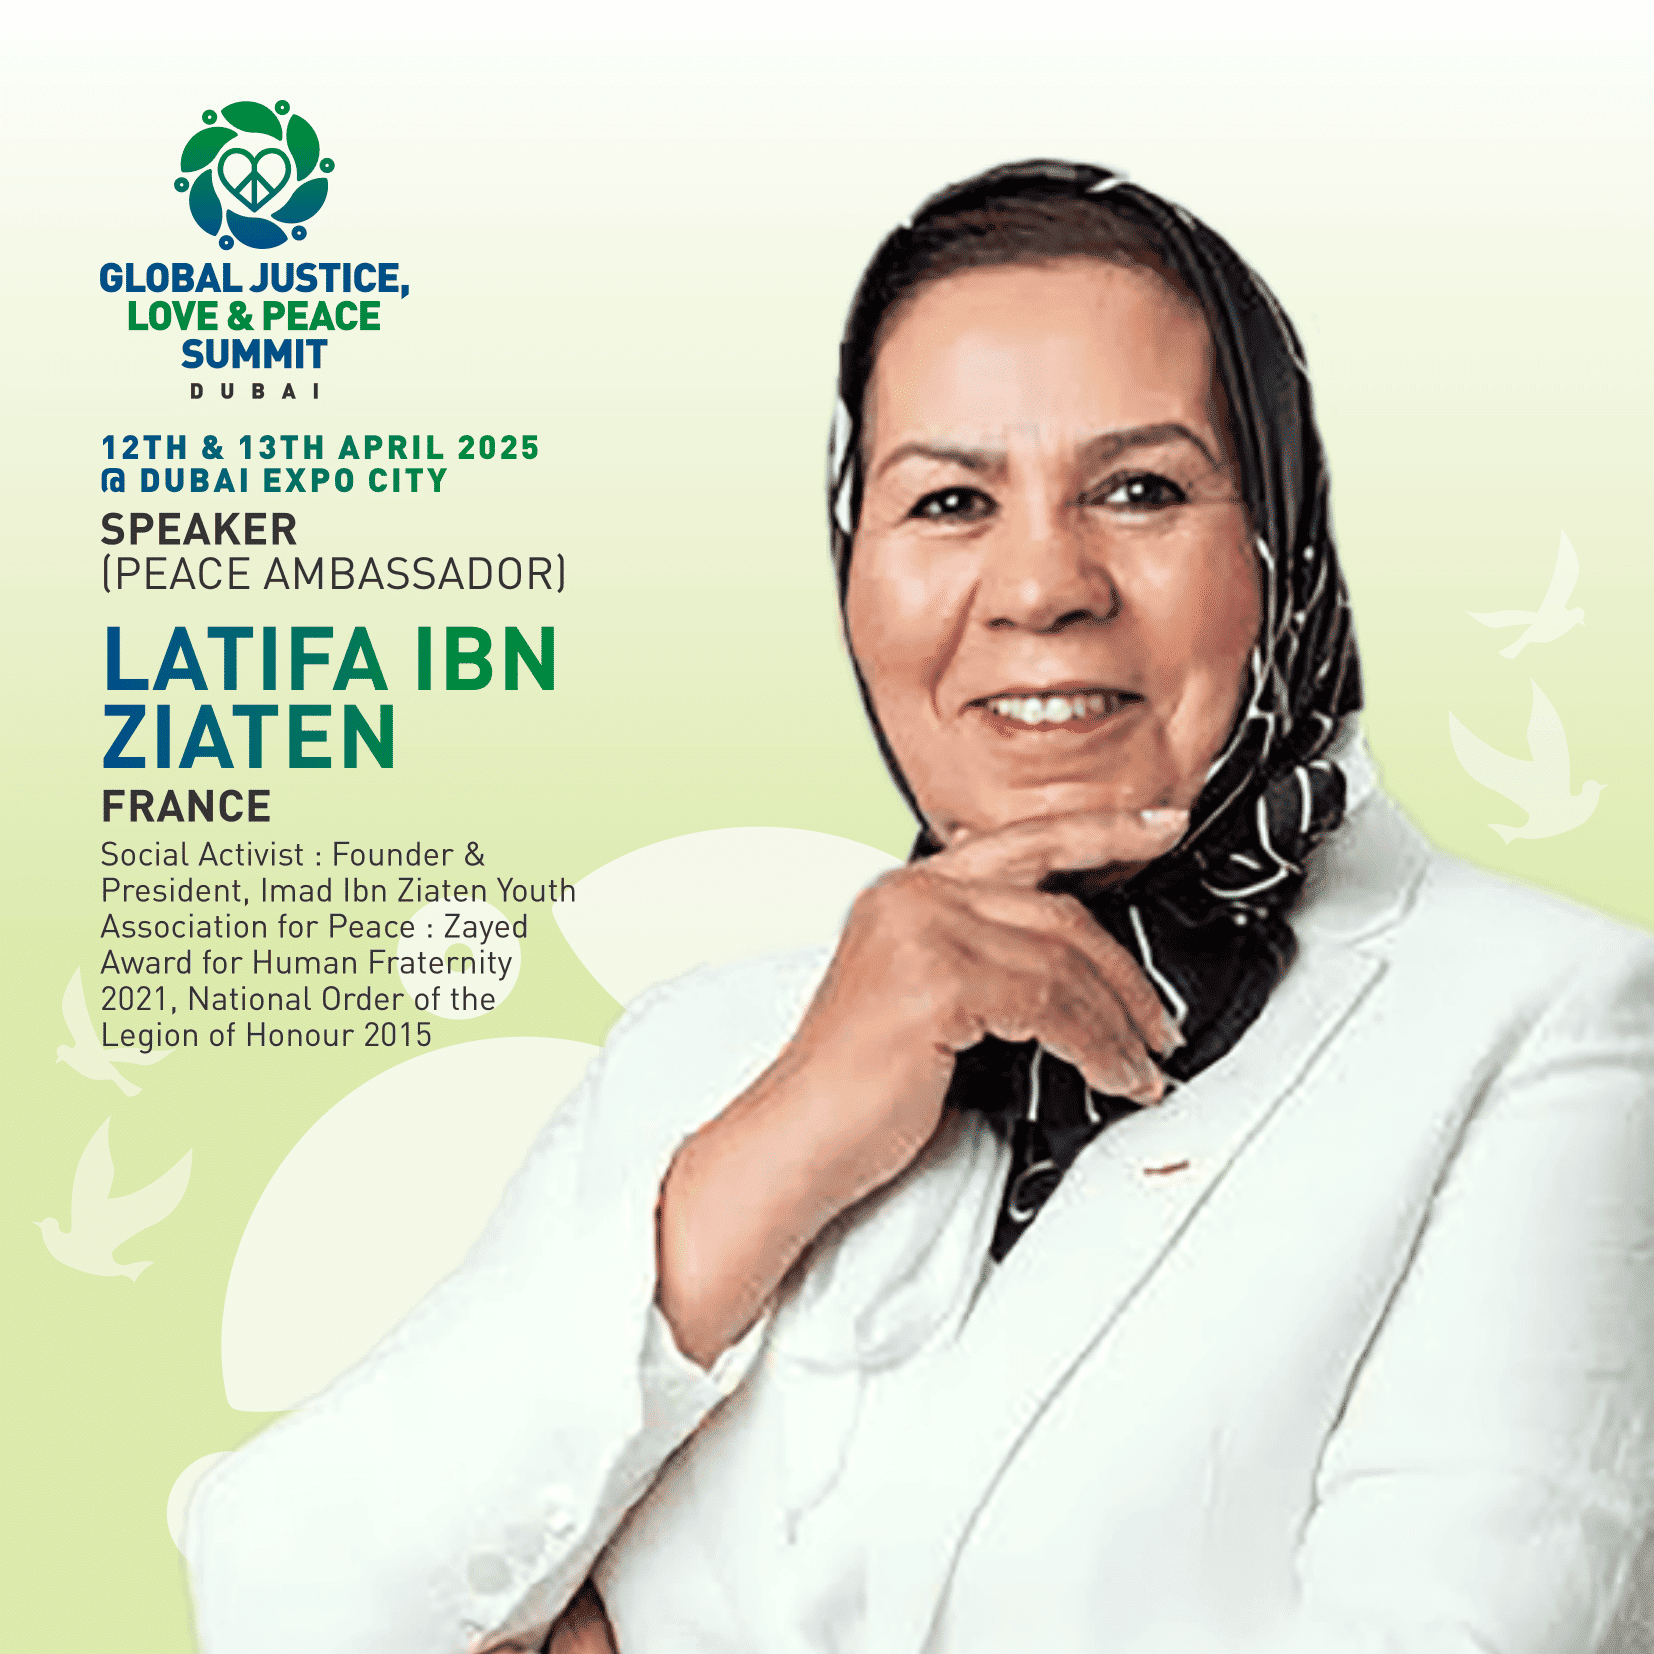 GLOBAL JUSTICE,
LOVE & PEACE
SUMMIT
DUBAI
12TH & 13TH APRIL 2025
@ DUBAI EXPO CITY
SPEAKER
(PEACE AMBASSADOR)
LATIFA IBN
ZIATEN
FRANCE
Social Activist : Founder &
President, Imad Ibn Ziaten Youth
Association for Peace : Zayed
Award for Human Fraternity
2021, National Order of the
Legion of Honour 2015